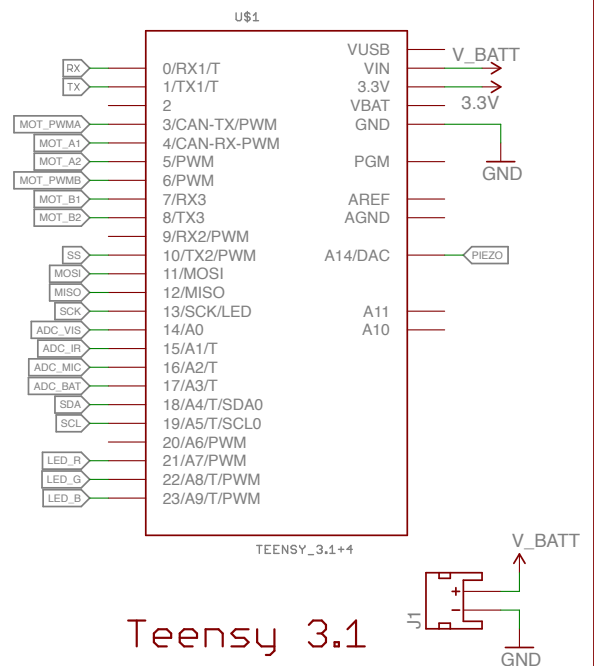 U$1
VUSB
V_BATT
RX 0/RX1/T VIN
TX 1/TX1/T 3.3V
2 VBAT 3.3V
MOT_PWMA 3/CAN-TX/PWM GND
MOT_A1 4/CAN-RX-PWM
MOT_A2 5/PWM PGM
GND
MOT_PWMB 6/PWM
MOT_B1 7/RX3 AREF
MOT_B2 8/TX3 AGND
9/RX2/PWM
SS 10/TX2/PWM A14/DAC PIEZO
MOSI 11/MOSI
MISO 12/MISO
SCK 13/SCK/LED A11
ADC_VIS 14/A0 A10
ADC_IR 15/A1/T
ADC_MIC 16/A2/T
ADC_BAT 17/A3/T
SDA 18/A4/T/SDA0
SCL 19/A5/T/SCL0
20/A6/PWM
LED_R 21/A7/PWM
LED_G 22/A8/T/PWM
LED_B 23/A9/T/PWM
TEENSY_3.1+4
V_BATT
+
-
J1
Teensy 3.1
GND